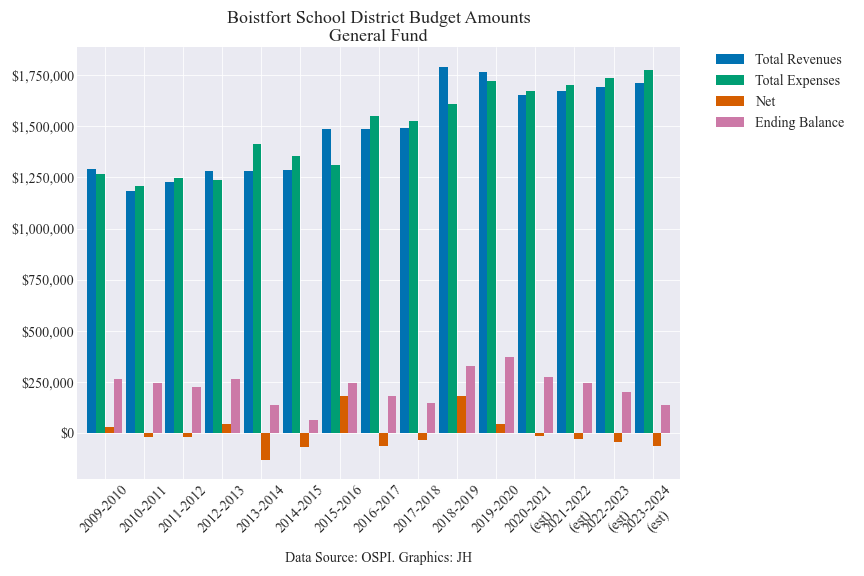 Boistfort School District Budget Amounts
General Fund
Total Revenues
Total Expenses
Net
Ending Balance
$1,750,000
$1,500,000
$1,250,000
$1,000,000
$750,000
$500,000
$250,000
$0
2009-2010
2010-2011
2011-2012
2012-2013
2013-2014
2014-2015
2015-2016
2016-2017
2017-2018
2018-2019
2019-2020
2020-2021
(est)
2021-2022
(est)
2022-2023
(est)
2023-2024
(est)
Data Source: OSPI. Graphics: JH